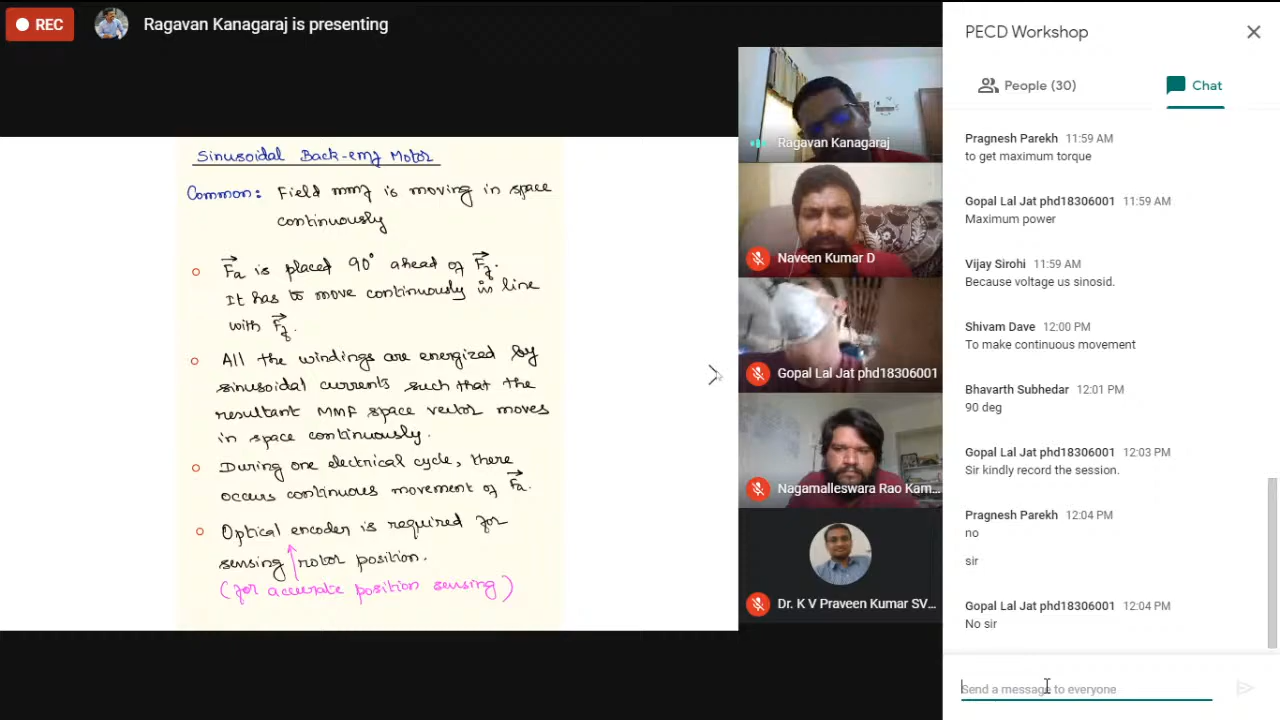 REC
Ragavan Kanagaraj is presenting
Sinusoidal Back-emf Motor
Common: Field mmf is moving in space
continuously
Fa is placed 90° ahead of Ff.
It has to move continuously in line
with Ff.
All the windings are energized by
sinusoidal currents such that the
resultant MMF space vector moves
in space continuously.
During one electrical cycle, there
occurs continuous movement of Fa.
Optical encoder is required for
sensing rotor position.
(for accurate position sensing)
Ragavan Kanagaraj
Naveen Kumar D
Gopal Lal Jat phd18306001
Nagamalleswara Rao Kam...
Dr. K V Praveen Kumar SV...
PECD Workshop
People (30)
Chat
Pragnesh Parekh 11:59 AM
to get maximum torque
Gopal Lal Jat phd18306001 11:59 AM
Maximum power
Vijay Sirohi 11:59 AM
Because voltage us sinosid.
Shivam Dave 12:00 PM
To make continuous movement
Bhavarth Subhedar 12:01 PM
90 deg
Gopal Lal Jat phd18306001 12:03 PM
Sir kindly record the session.
Pragnesh Parekh 12:04 PM
no
sir
Gopal Lal Jat phd18306001 12:04 PM
No sir
Send a message to everyone